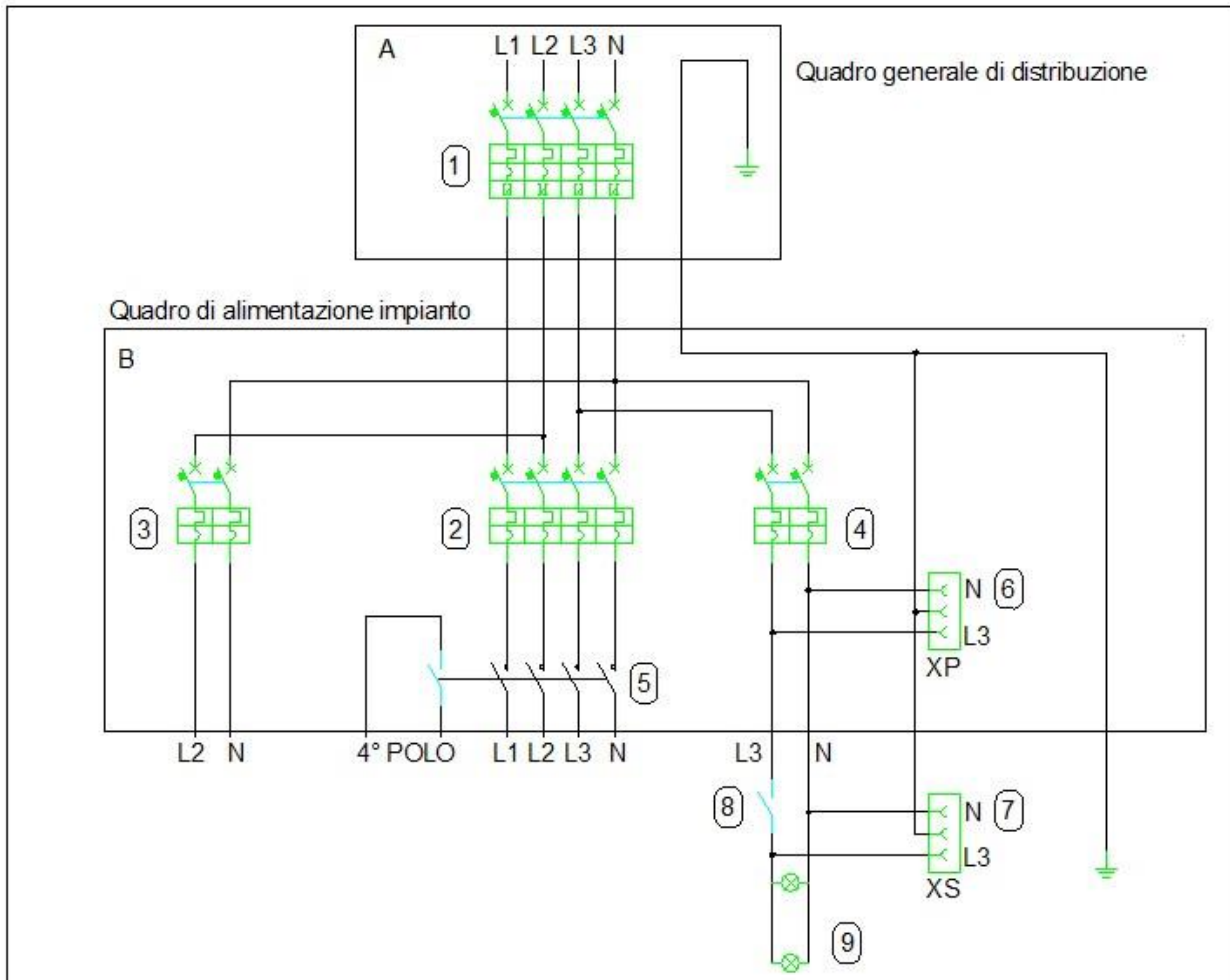 A
L1 L2 L3 N
Quadro generale di distribuzione
1
Quadro di alimentazione impianto
B
3
2
4
N 6
L3
XP
5
L2 N 4° POLO L1 L2 L3 N L3 N
8
N 7
L3
XS
9